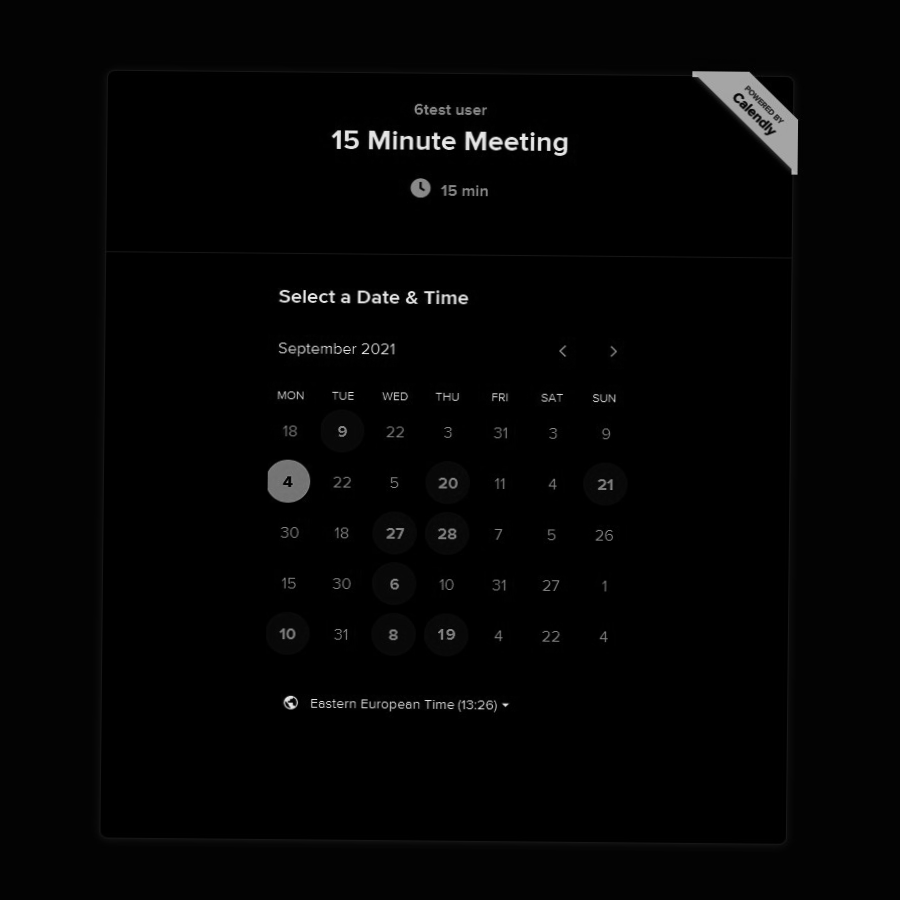 POWERED BY
Calendly
6test user
15 Minute Meeting
15 min
Select a Date & Time
September 2021
MON TUE WED THU FRI SAT SUN
18 9 22 3 31 3 9
4 22 5 20 11 4 21
30 18 27 28 7 5 26
15 30 6 10 31 27 1
10 31 8 19 4 22 4
Eastern European Time (13:26)